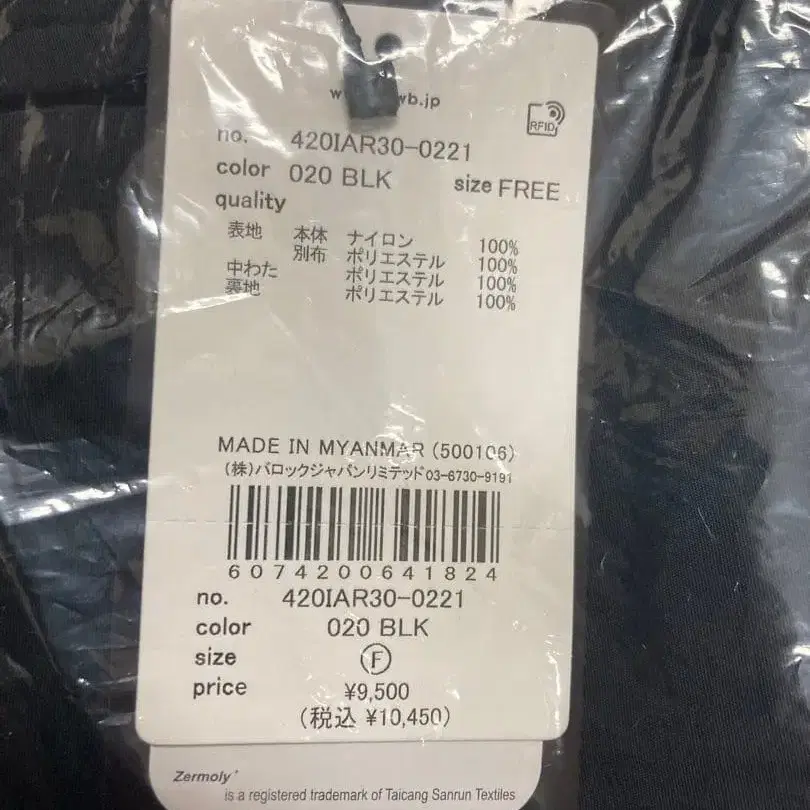 wb.jp
RFID
no. 420IAR30-0221
color 020 BLK size FREE
quality
表地 本体 ナイロン 100%
別布 ポリエステル 100%
中わた ポリエステル 100%
裏地 ポリエステル 100%
MADE IN MYANMAR (500106)
(株)バロックジャパンリミテッド03-6730-9191
6074200641824
no. 420IAR30-0221
color 020 BLK
size Ⓕ
price ¥9,500
(税込 ¥10,450)
Zermoly
is a registered trademark of Taicang Sanrun Textiles